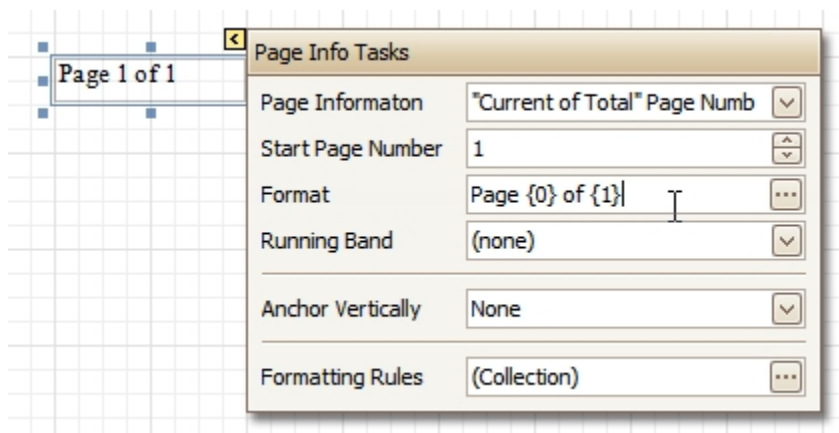 Page 1 of 1
Page Info Tasks
Page Informaton "Current of Total" Page Numb
Start Page Number 1
Format Page {0} of {1}
Running Band (none)
Anchor Vertically None
Formatting Rules (Collection)